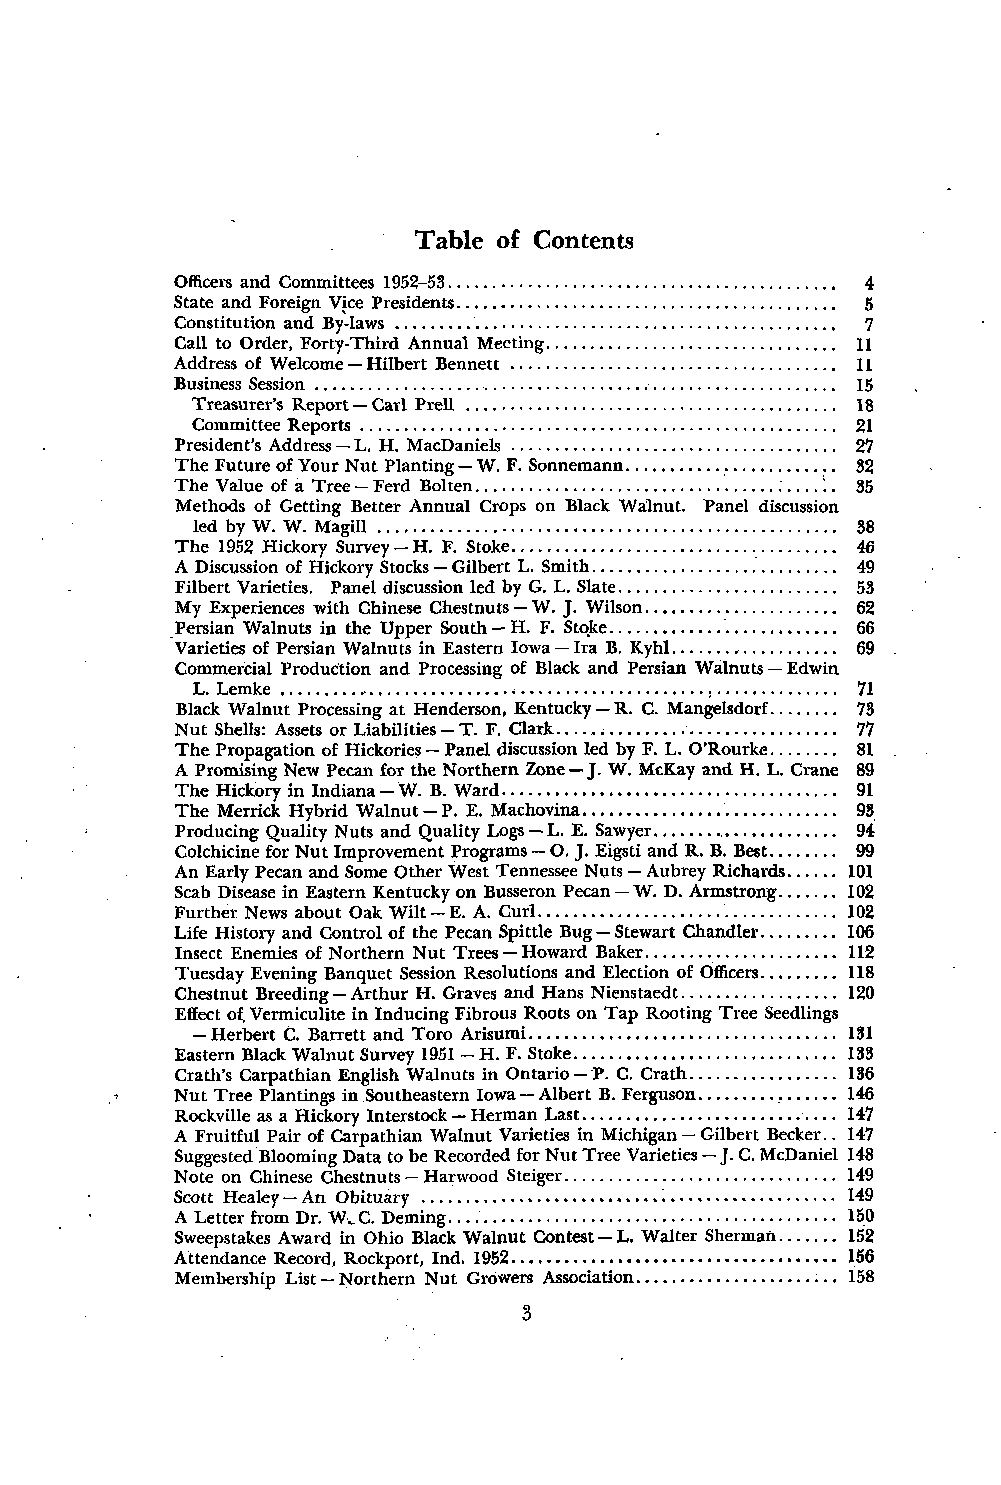 Table of Contents
Officers and Committees 1952–53........................................... 4
State and Foreign Vice Presidents.......................................... 5
Constitution and By-laws ................................................. 7
Call to Order, Forty-Third Annual Meeting................................ 11
Address of Welcome — Hilbert Bennett .................................... 11
Business Session .......................................................... 15
Treasurer's Report — Carl Prell ......................................... 18
Committee Reports ..................................................... 21
President's Address — L. H. MacDaniels .................................... 27
The Future of Your Nut Planting — W. F. Sonnemann........................ 32
The Value of a Tree — Ferd Bolten......................................... 35
Methods of Getting Better Annual Crops on Black Walnut. Panel discussion
led by W. W. Magill .................................................... 38
The 1952 Hickory Survey — H. F. Stoke..................................... 46
A Discussion of Hickory Stocks — Gilbert L. Smith............................ 49
Filbert Varieties. Panel discussion led by G. L. Slate......................... 53
My Experiences with Chinese Chestnuts — W. J. Wilson...................... 62
Persian Walnuts in the Upper South — H. F. Stoke.......................... 66
Varieties of Persian Walnuts in Eastern Iowa — Ira B. Kyhl................... 69
Commercial Production and Processing of Black and Persian Walnuts — Edwin
L. Lemke .............................................................. 71
Black Walnut Processing at Henderson, Kentucky — R. C. Mangelsdorf........ 73
Nut Shells: Assets or Liabilities — T. F. Clark................................ 77
The Propagation of Hickories — Panel discussion led by F. L. O'Rourke........ 81
A Promising New Pecan for the Northern Zone — J. W. McKay and H. L. Crane 89
The Hickory in Indiana — W. B. Ward...................................... 91
The Merrick Hybrid Walnut — P. E. Machovina............................. 93
Producing Quality Nuts and Quality Logs — L. E. Sawyer..................... 94
Colchicine for Nut Improvement Programs — O. J. Eigsti and R. B. Best........ 99
An Early Pecan and Some Other West Tennessee Nuts — Aubrey Richards...... 101
Scab Disease in Eastern Kentucky on Busseron Pecan — W. D. Armstrong....... 102
Further News about Oak Wilt — E. A. Curl.................................. 102
Life History and Control of the Pecan Spittle Bug — Stewart Chandler......... 106
Insect Enemies of Northern Nut Trees — Howard Baker...................... 112
Tuesday Evening Banquet Session Resolutions and Election of Officers......... 118
Chestnut Breeding — Arthur H. Graves and Hans Nienstaedt.................. 120
Effect of Vermiculite in Inducing Fibrous Roots on Tap Rooting Tree Seedlings
— Herbert C. Barrett and Toro Arisumi................................... 131
Eastern Black Walnut Survey 1951 — H. F. Stoke.............................. 133
Crath's Carpathian English Walnuts in Ontario — P. C. Crath................. 136
Nut Tree Plantings in Southeastern Iowa — Albert B. Ferguson................ 146
Rockville as a Hickory Interstock — Herman Last............................. 147
A Fruitful Pair of Carpathian Walnut Varieties in Michigan — Gilbert Becker.. 147
Suggested Blooming Data to be Recorded for Nut Tree Varieties — J. C. McDaniel 148
Note on Chinese Chestnuts — Harwood Steiger............................... 149
Scott Healey — An Obituary .............................................. 149
A Letter from Dr. W. C. Deming............................................ 150
Sweepstakes Award in Ohio Black Walnut Contest — L. Walter Sherman....... 152
Attendance Record, Rockport, Ind. 1952..................................... 156
Membership List — Northern Nut Growers Association....................... 158
3